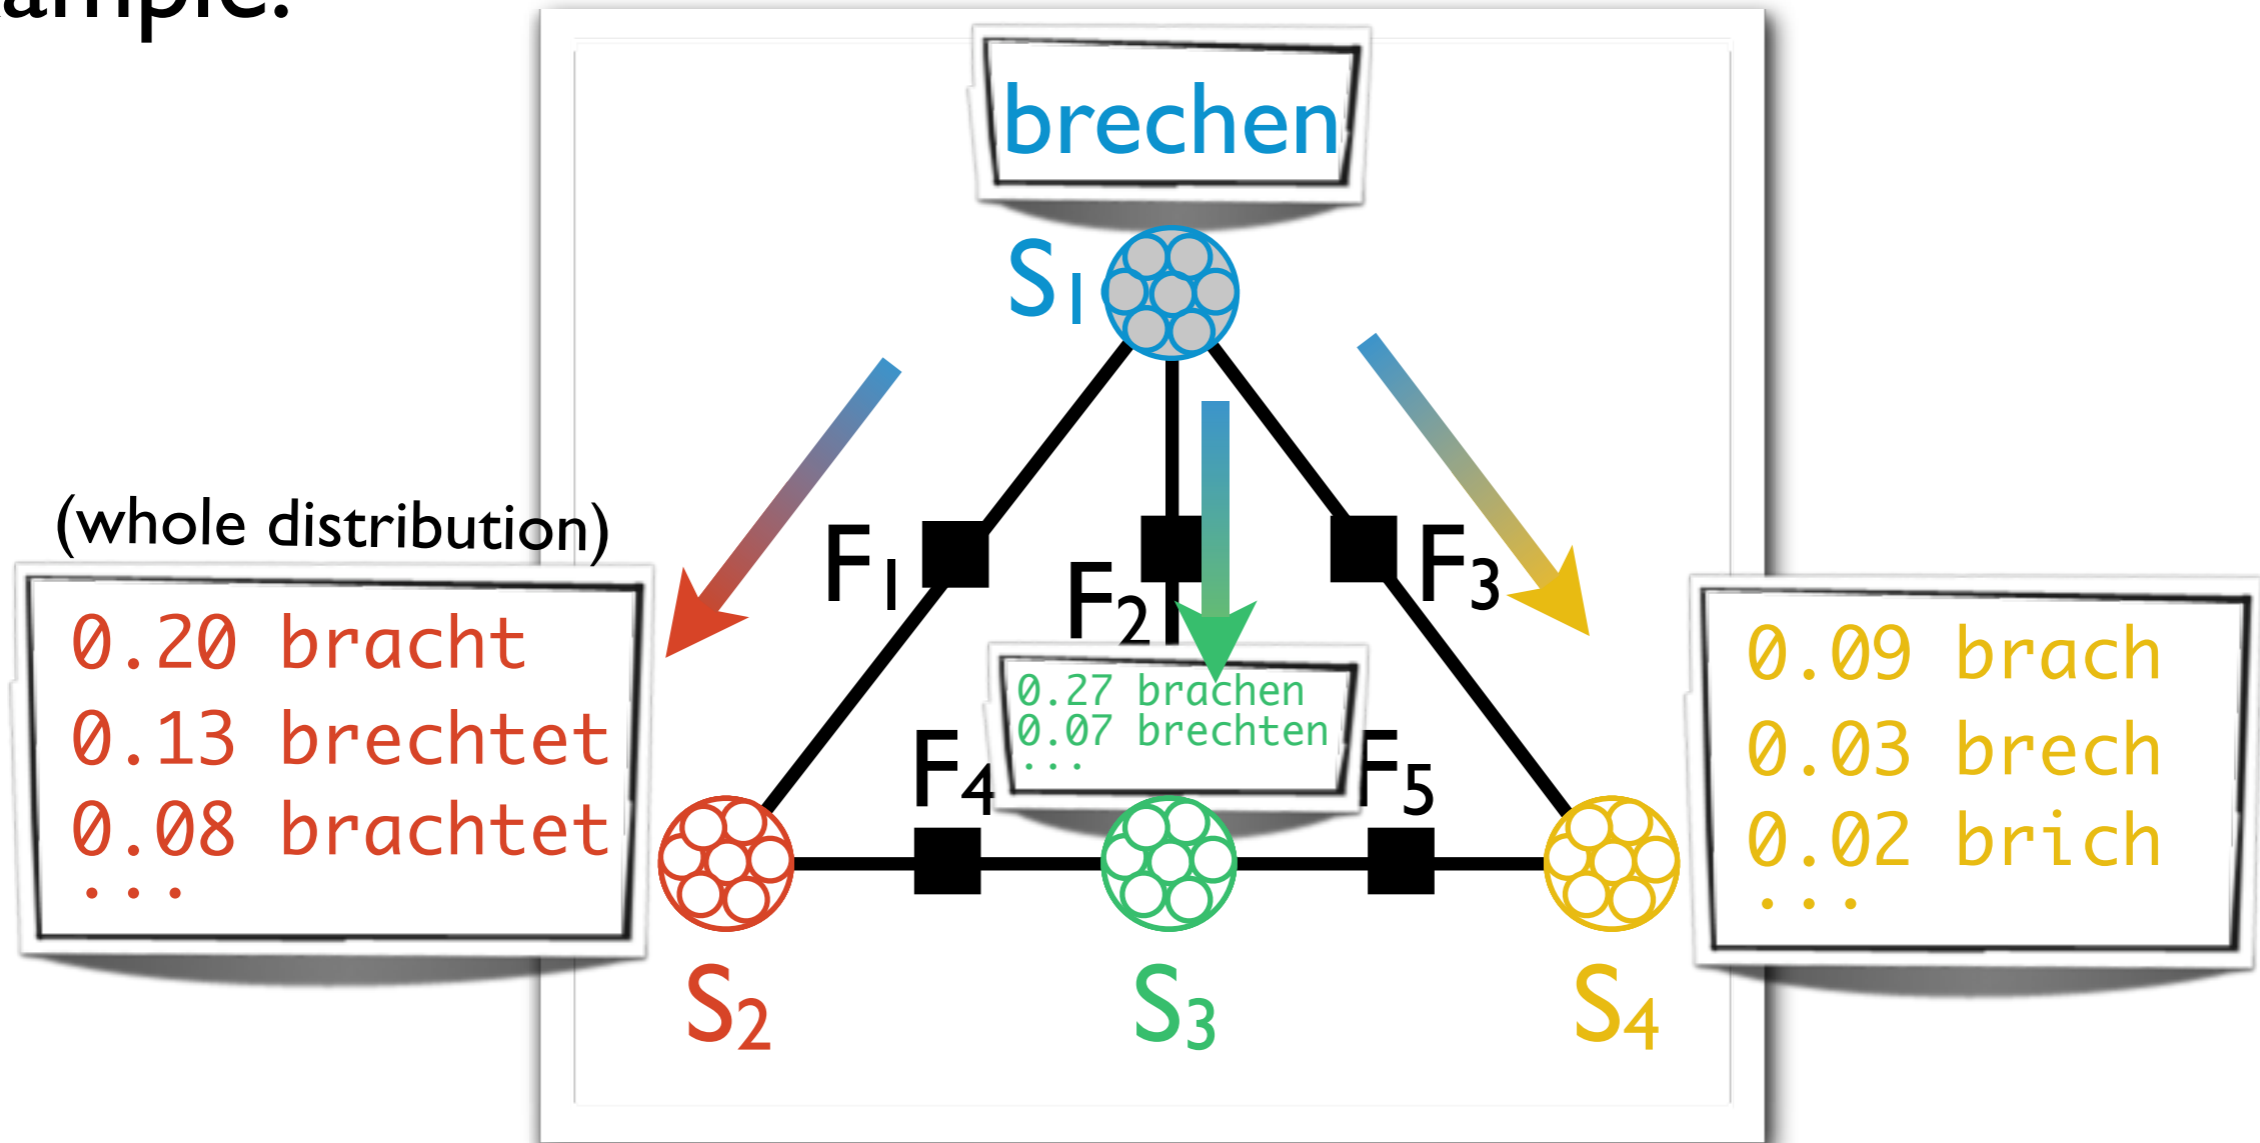 brechen
S1
(whole distribution)
F1
F2
F3
0.20 bracht
0.13 brechtet
0.08 brachtet
...
0.27 brachen
0.07 brechten
...
0.09 brach
0.03 brech
0.02 brich
...
F4
F5
S2
S3
S4